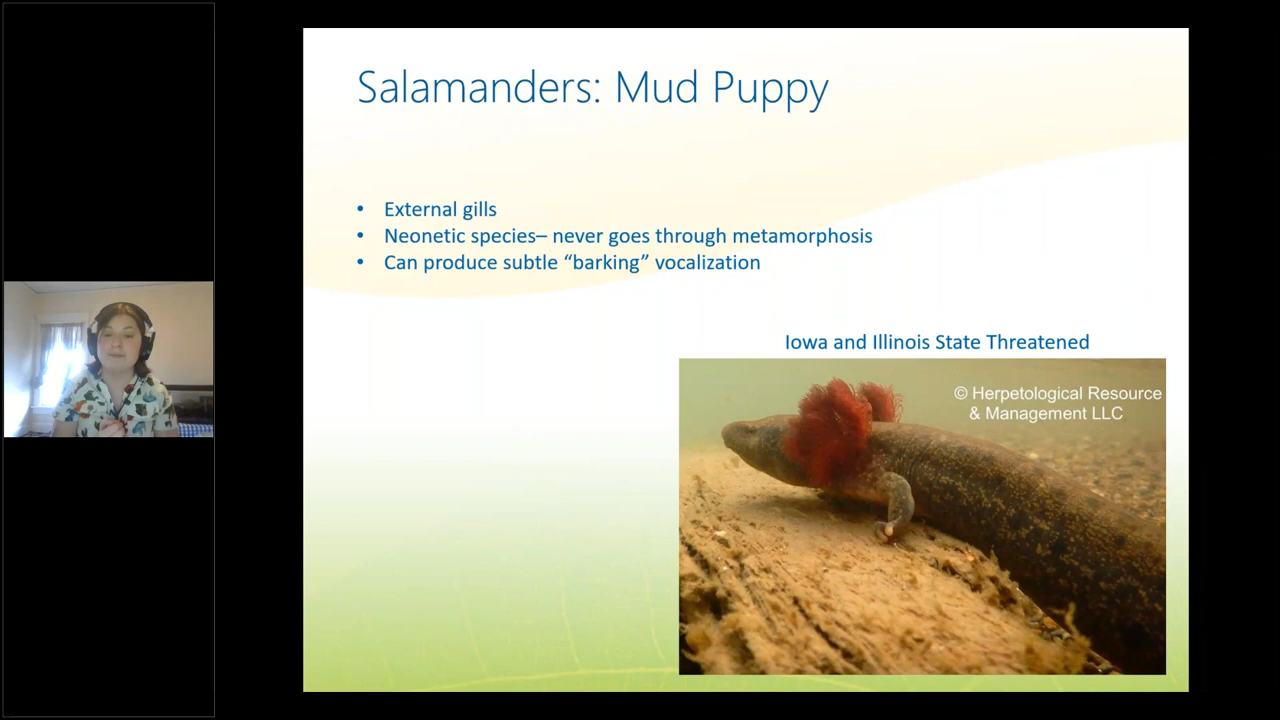 Salamanders: Mud Puppy
• External gills
• Neonetic species– never goes through metamorphosis
• Can produce subtle “barking” vocalization
Iowa and Illinois State Threatened
© Herpetological Resource
& Management LLC